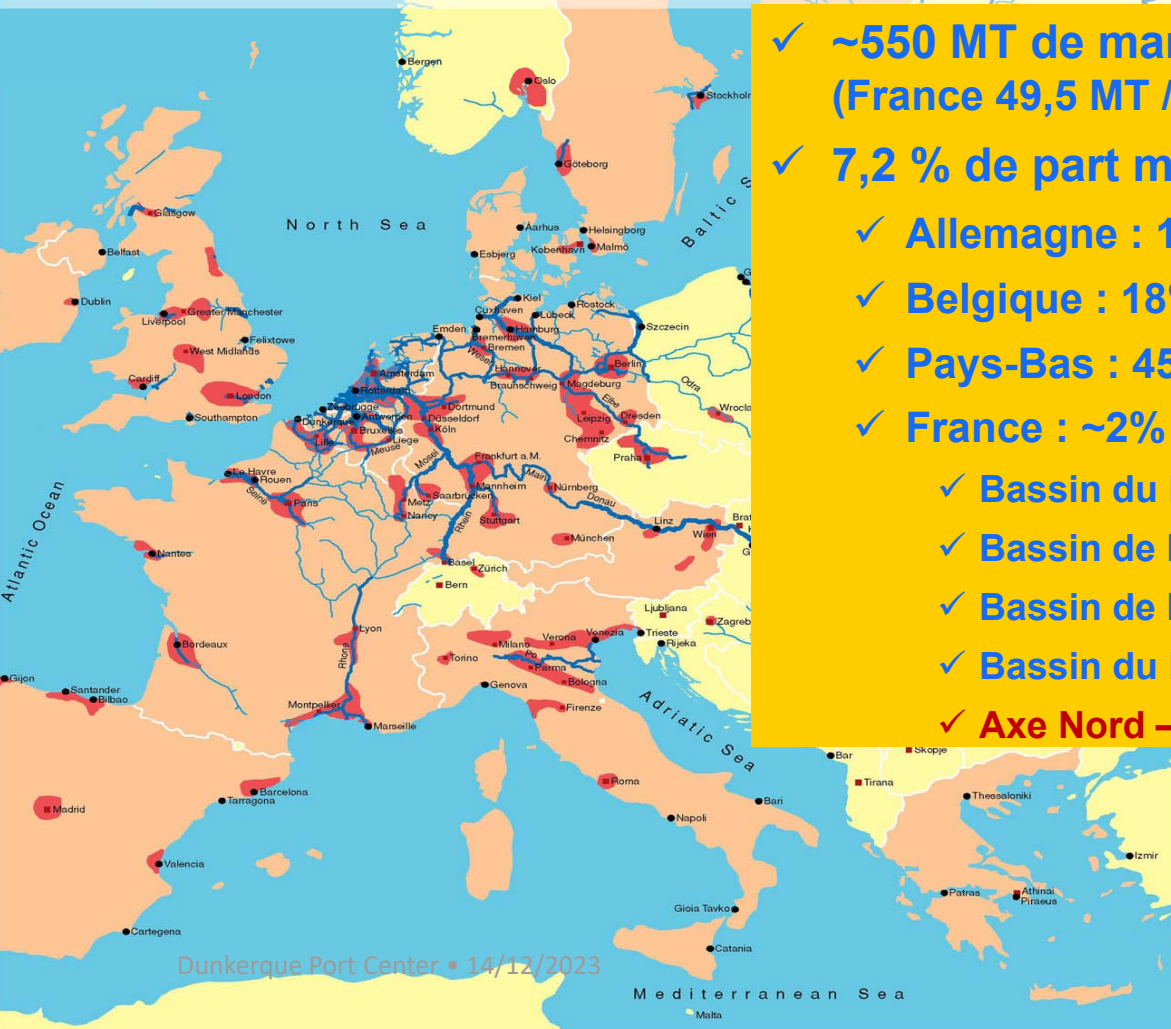 ~550 MT de mar
(France 49,5 MT /
7,2 % de part m
Allemagne : 1
Belgique : 18
Pays-Bas : 45
France : ~2%
Bassin du
Bassin de
Bassin de
Bassin du
Axe Nord –
Bergen
Oslo
Stockhol
Göteborg
North Sea
Baltic S
Glasgow
Belfast
Dublin
Aarhus
Helsingborg
Kobenhavn
Malmö
Esbjerg
Liverpool
Greater Manchester
Felixtowe
West Midlands
Cardiff
London
Southampton
Kiel
Cuxhaven
Lübeck
Rostock
Emden
Hamburg
Bremerhaven
Bremen
Weser
Szczecin
Amsterdam
Hannover
Berlin
Braunschweig
Magdeburg
Odra
Rotterdam
Zeebrugge
Antwerpen
Dunkerque
Bruxelles
Lille
Liege
Meuse
Dortmund
Düsseldorf
Köln
Elbe
Leipzig
Dresden
Chemnitz
Wrocla
Praha
Mosel
Frankfurt a.M.
Main
Mannheim
Nürnberg
Saarbrücken
Metz
Nancy
Stuttgart
Rhein
Donau
Linz
Wien
Brat
München
Le Havre
Rouen
Seine
Paris
Nantes
Atlantic Ocean
Basel
Zürich
Bern
Ljubljana
Zagreb
Lyon
Rhone
Milano
Verona
Venezia
Trieste
Rijeka
Torino
Po
Parma
Bologna
Genova
Firenze
Bordeaux
Gijon
Santander
Bilbao
Montpellier
Marseille
Adriatic Sea
Bar
Skopje
Tirana
Roma
Bari
Thessaloniki
Barcelona
Tarragona
Madrid
Napoli
Valencia
Izmir
Patras
Athinai
Piraeus
Gioia Tavko
Cartegena
Catania
Dunkerque Port Center • 14/12/2023
Mediterranean Sea
Malta